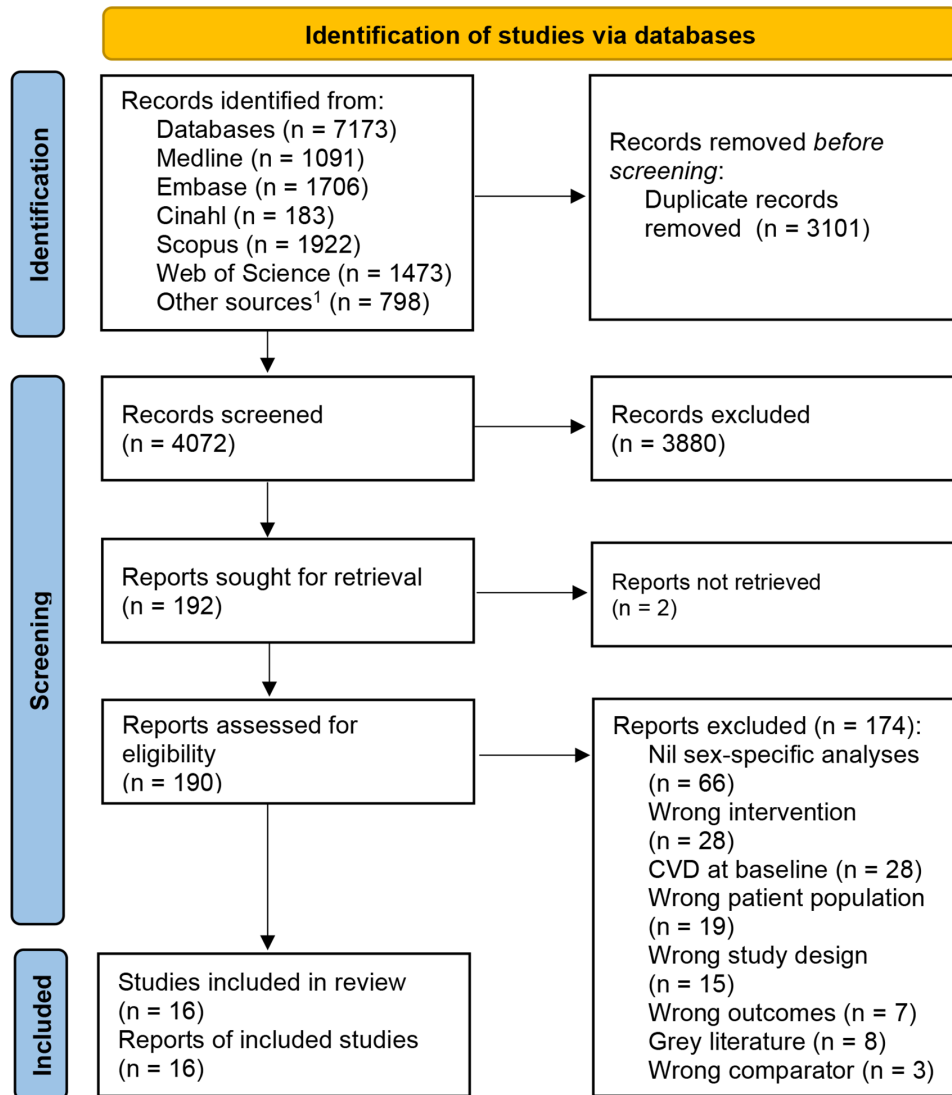 Identification of studies via databases
Identification
Records identified from:
Databases (n = 7173)
Medline (n = 1091)
Embase (n = 1706)
Cinahl (n = 183)
Scopus (n = 1922)
Web of Science (n = 1473)
Other sources¹ (n = 798)
Records removed before
screening:
Duplicate records
removed (n = 3101)
Screening
Records screened
(n = 4072)
Records excluded
(n = 3880)
Reports sought for retrieval
(n = 192)
Reports not retrieved
(n = 2)
Reports assessed for
eligibility
(n = 190)
Reports excluded (n = 174):
Nil sex-specific analyses
(n = 66)
Wrong intervention
(n = 28)
CVD at baseline (n = 28)
Wrong patient population
(n = 19)
Wrong study design
(n = 15)
Wrong outcomes (n = 7)
Grey literature (n = 8)
Wrong comparator (n = 3)
Included
Studies included in review
(n = 16)
Reports of included studies
(n = 16)